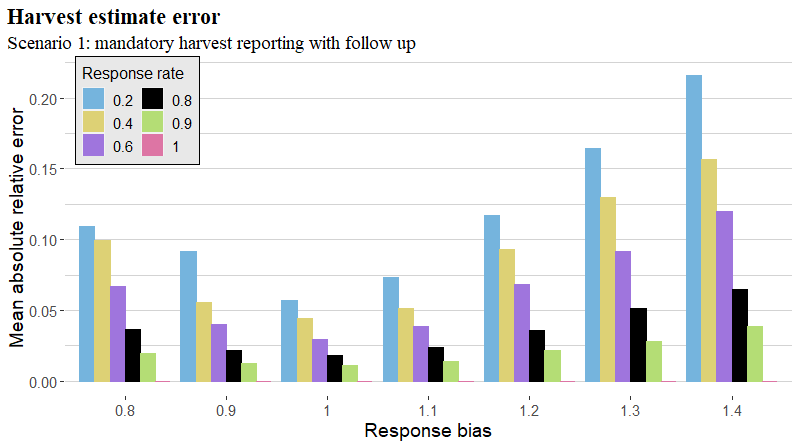 Harvest estimate error
Scenario 1: mandatory harvest reporting with follow up
Response rate
0.2 0.8
0.4 0.9
0.6 1
Mean absolute relative error
0.20
0.15
0.10
0.05
0.00
0.8 0.9 1 1.1 1.2 1.3 1.4
Response bias